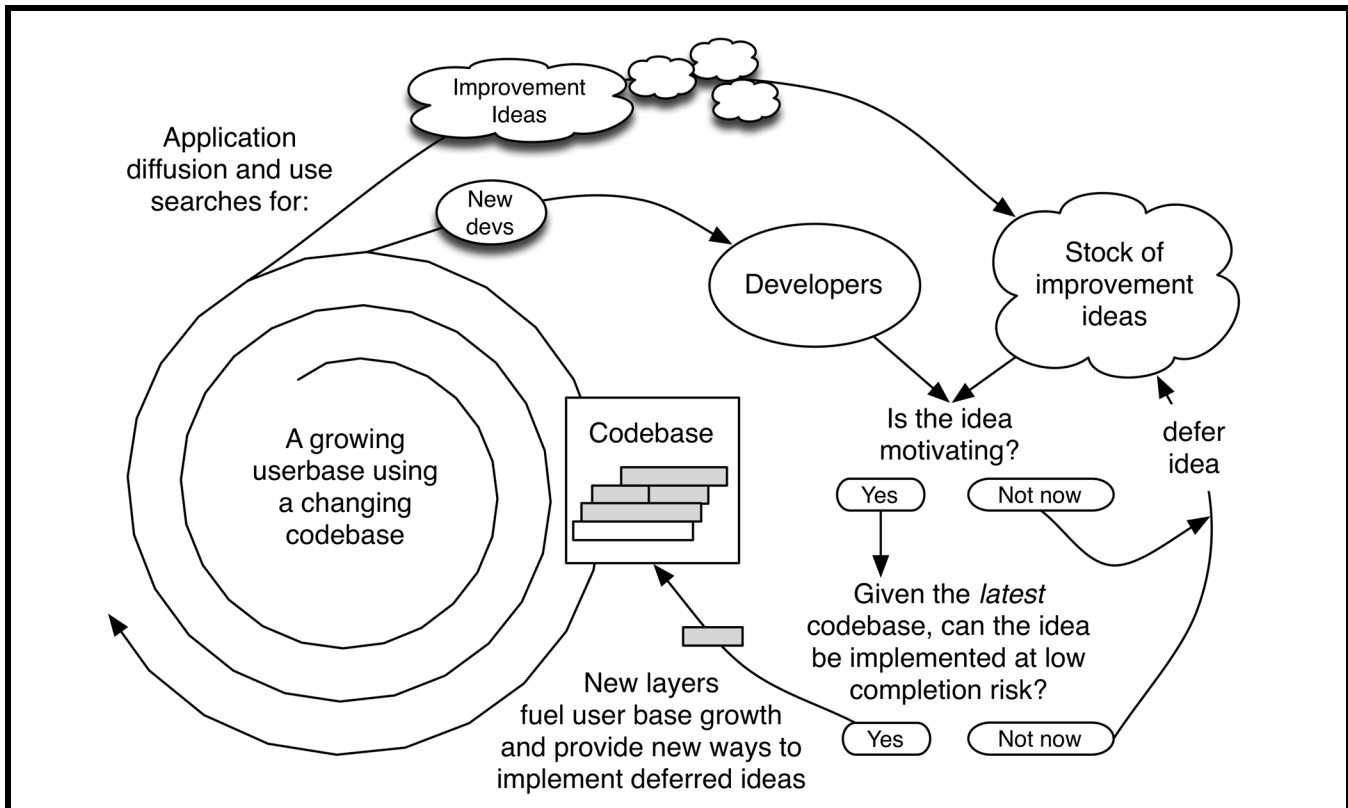 Improvement
Ideas
Application
diffusion and use
searches for:
New
devs
Developers
Stock of
improvement
ideas
A growing
userbase using
a changing
codebase
Codebase
Is the idea
motivating?
defer
idea
Yes
Not now
Given the latest
codebase, can the idea
be implemented at low
completion risk?
New layers
fuel user base growth
and provide new ways to
implement deferred ideas
Yes
Not now